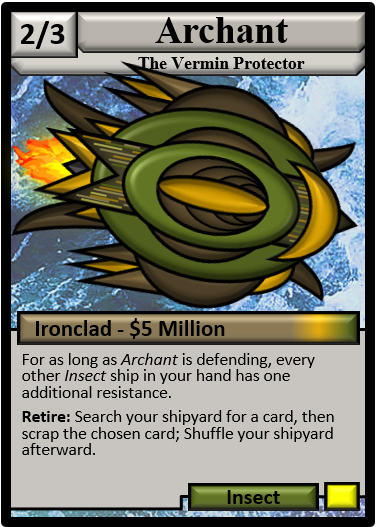 2/3
Archant
The Vermin Protector
Ironclad - $5 Million
For as long as Archant is defending, every
other Insect ship in your hand has one
additional resistance.
Retire: Search your shipyard for a card, then
scrap the chosen card; Shuffle your shipyard
afterward.
Insect